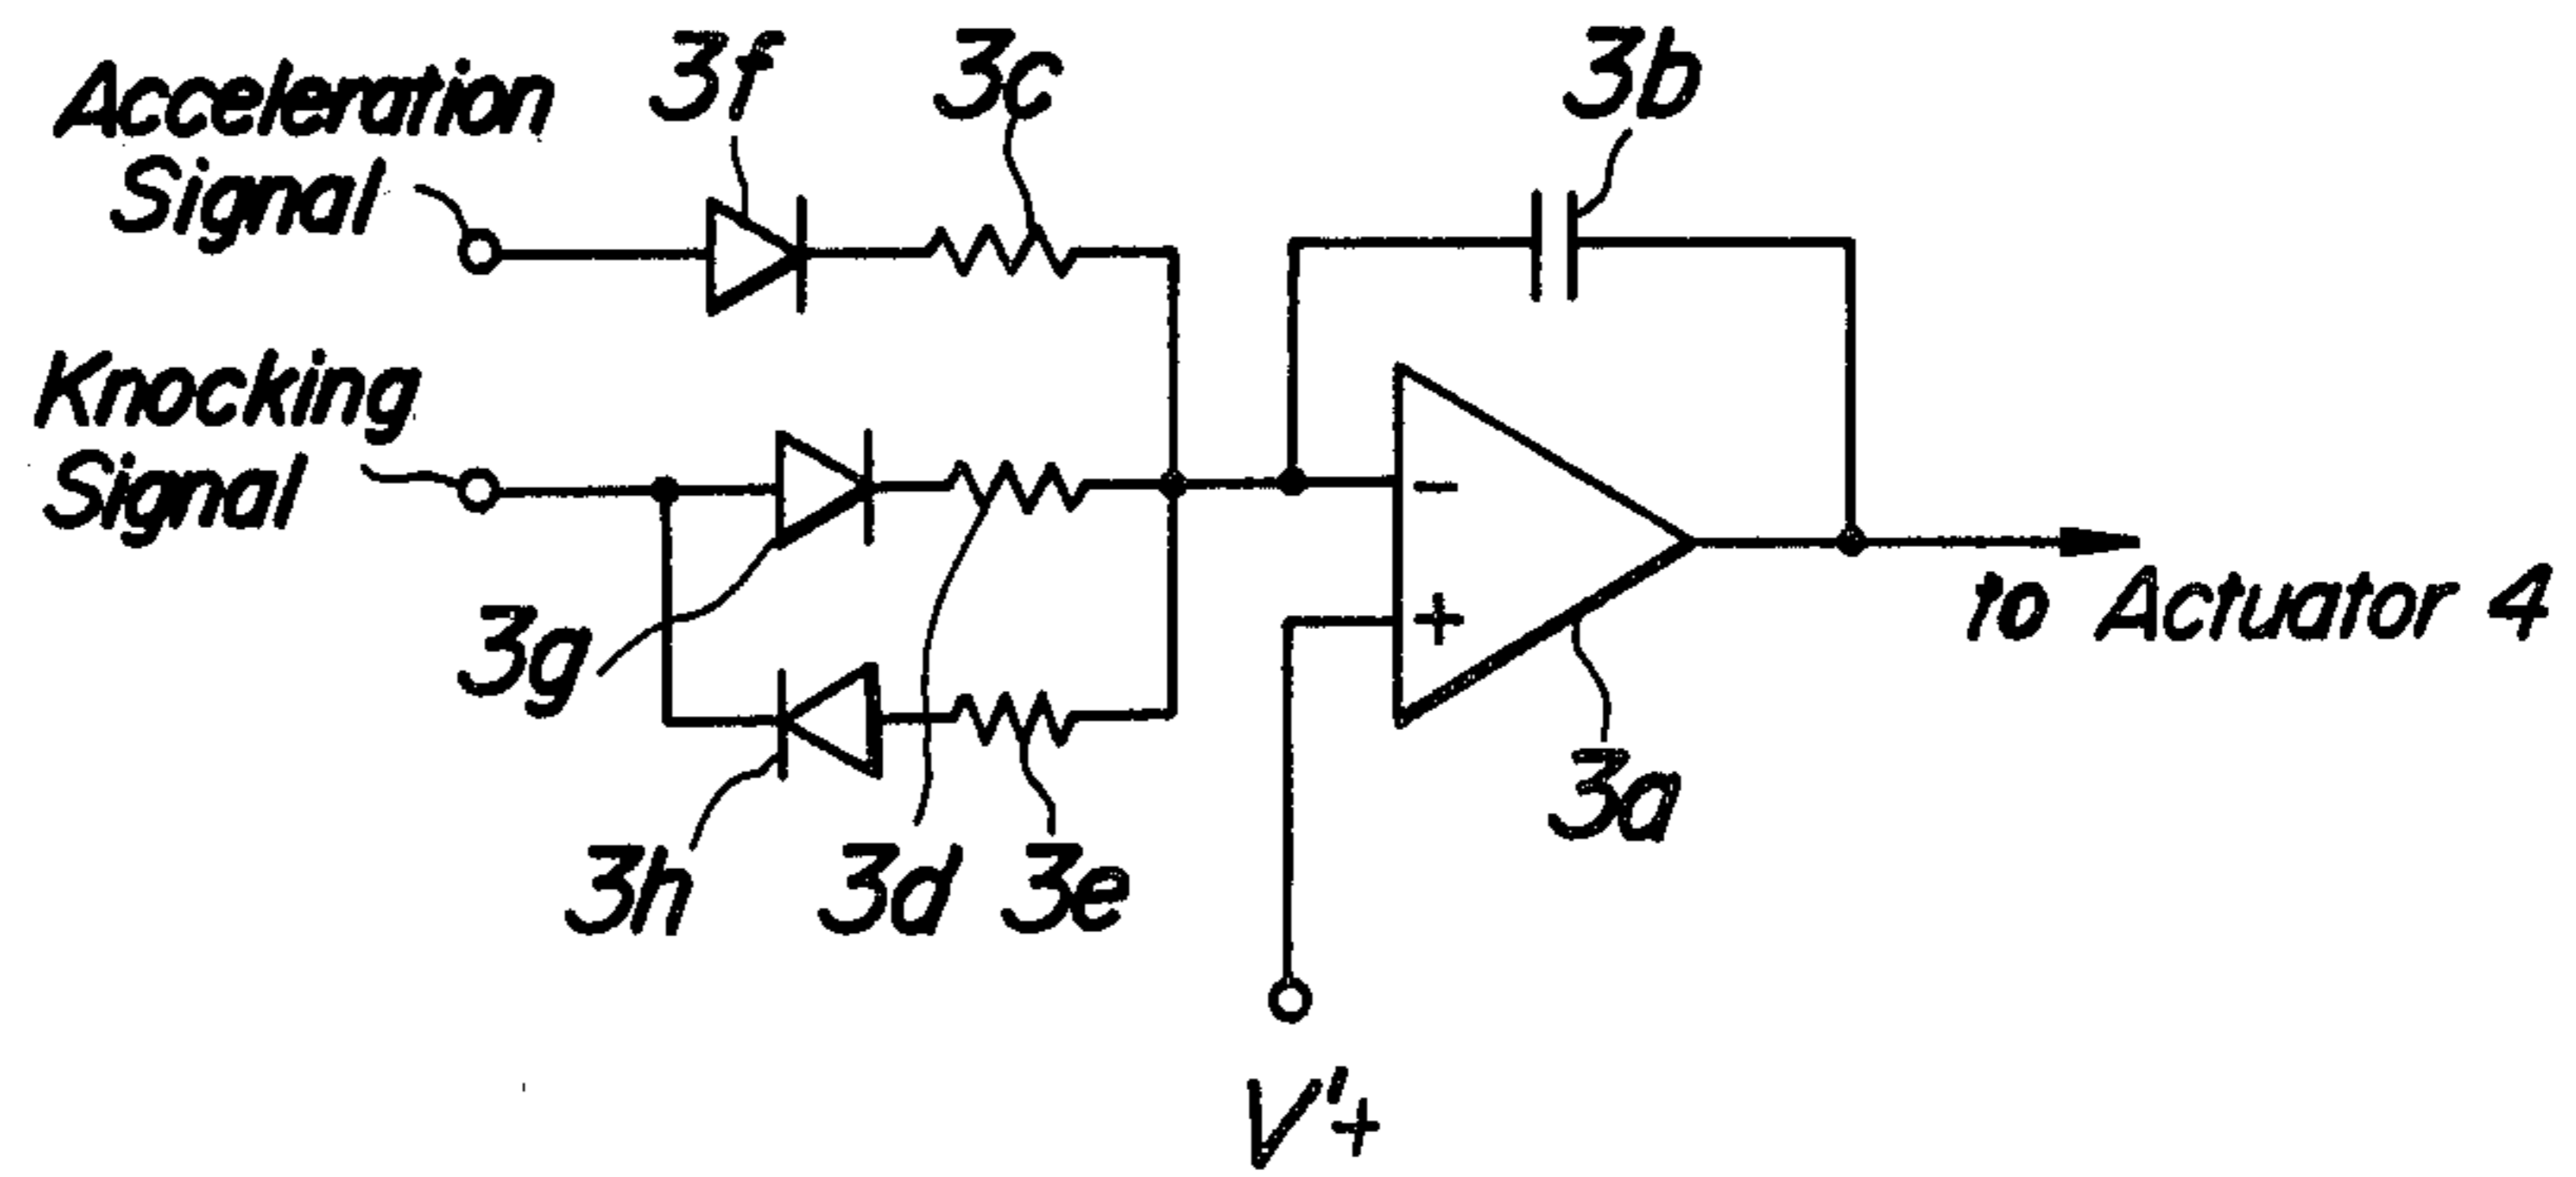 Acceleration
Signal
3f
3c
3b
Knocking
Signal
3g
-
+
to Actuator 4
3h
3d
3e
3a
V'+